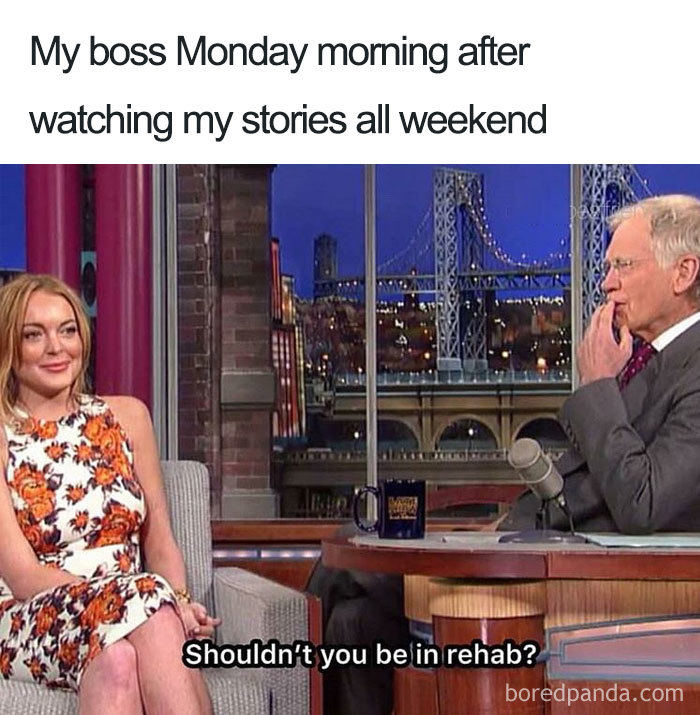 My boss Monday morning after
watching my stories all weekend
Shouldn't you be in rehab?
boredpanda.com